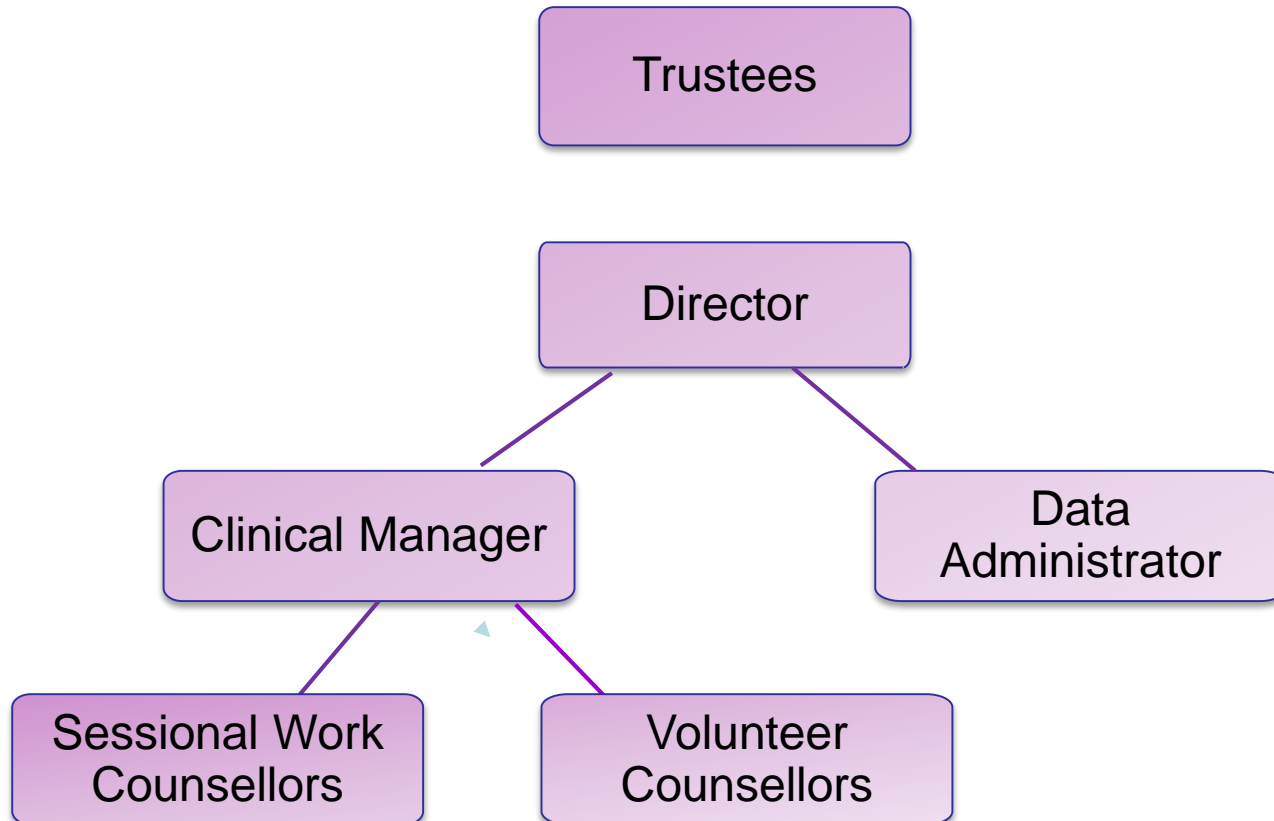 Trustees
Director
Clinical Manager
Data
Administrator
Sessional Work
Counsellors
Volunteer
Counsellors